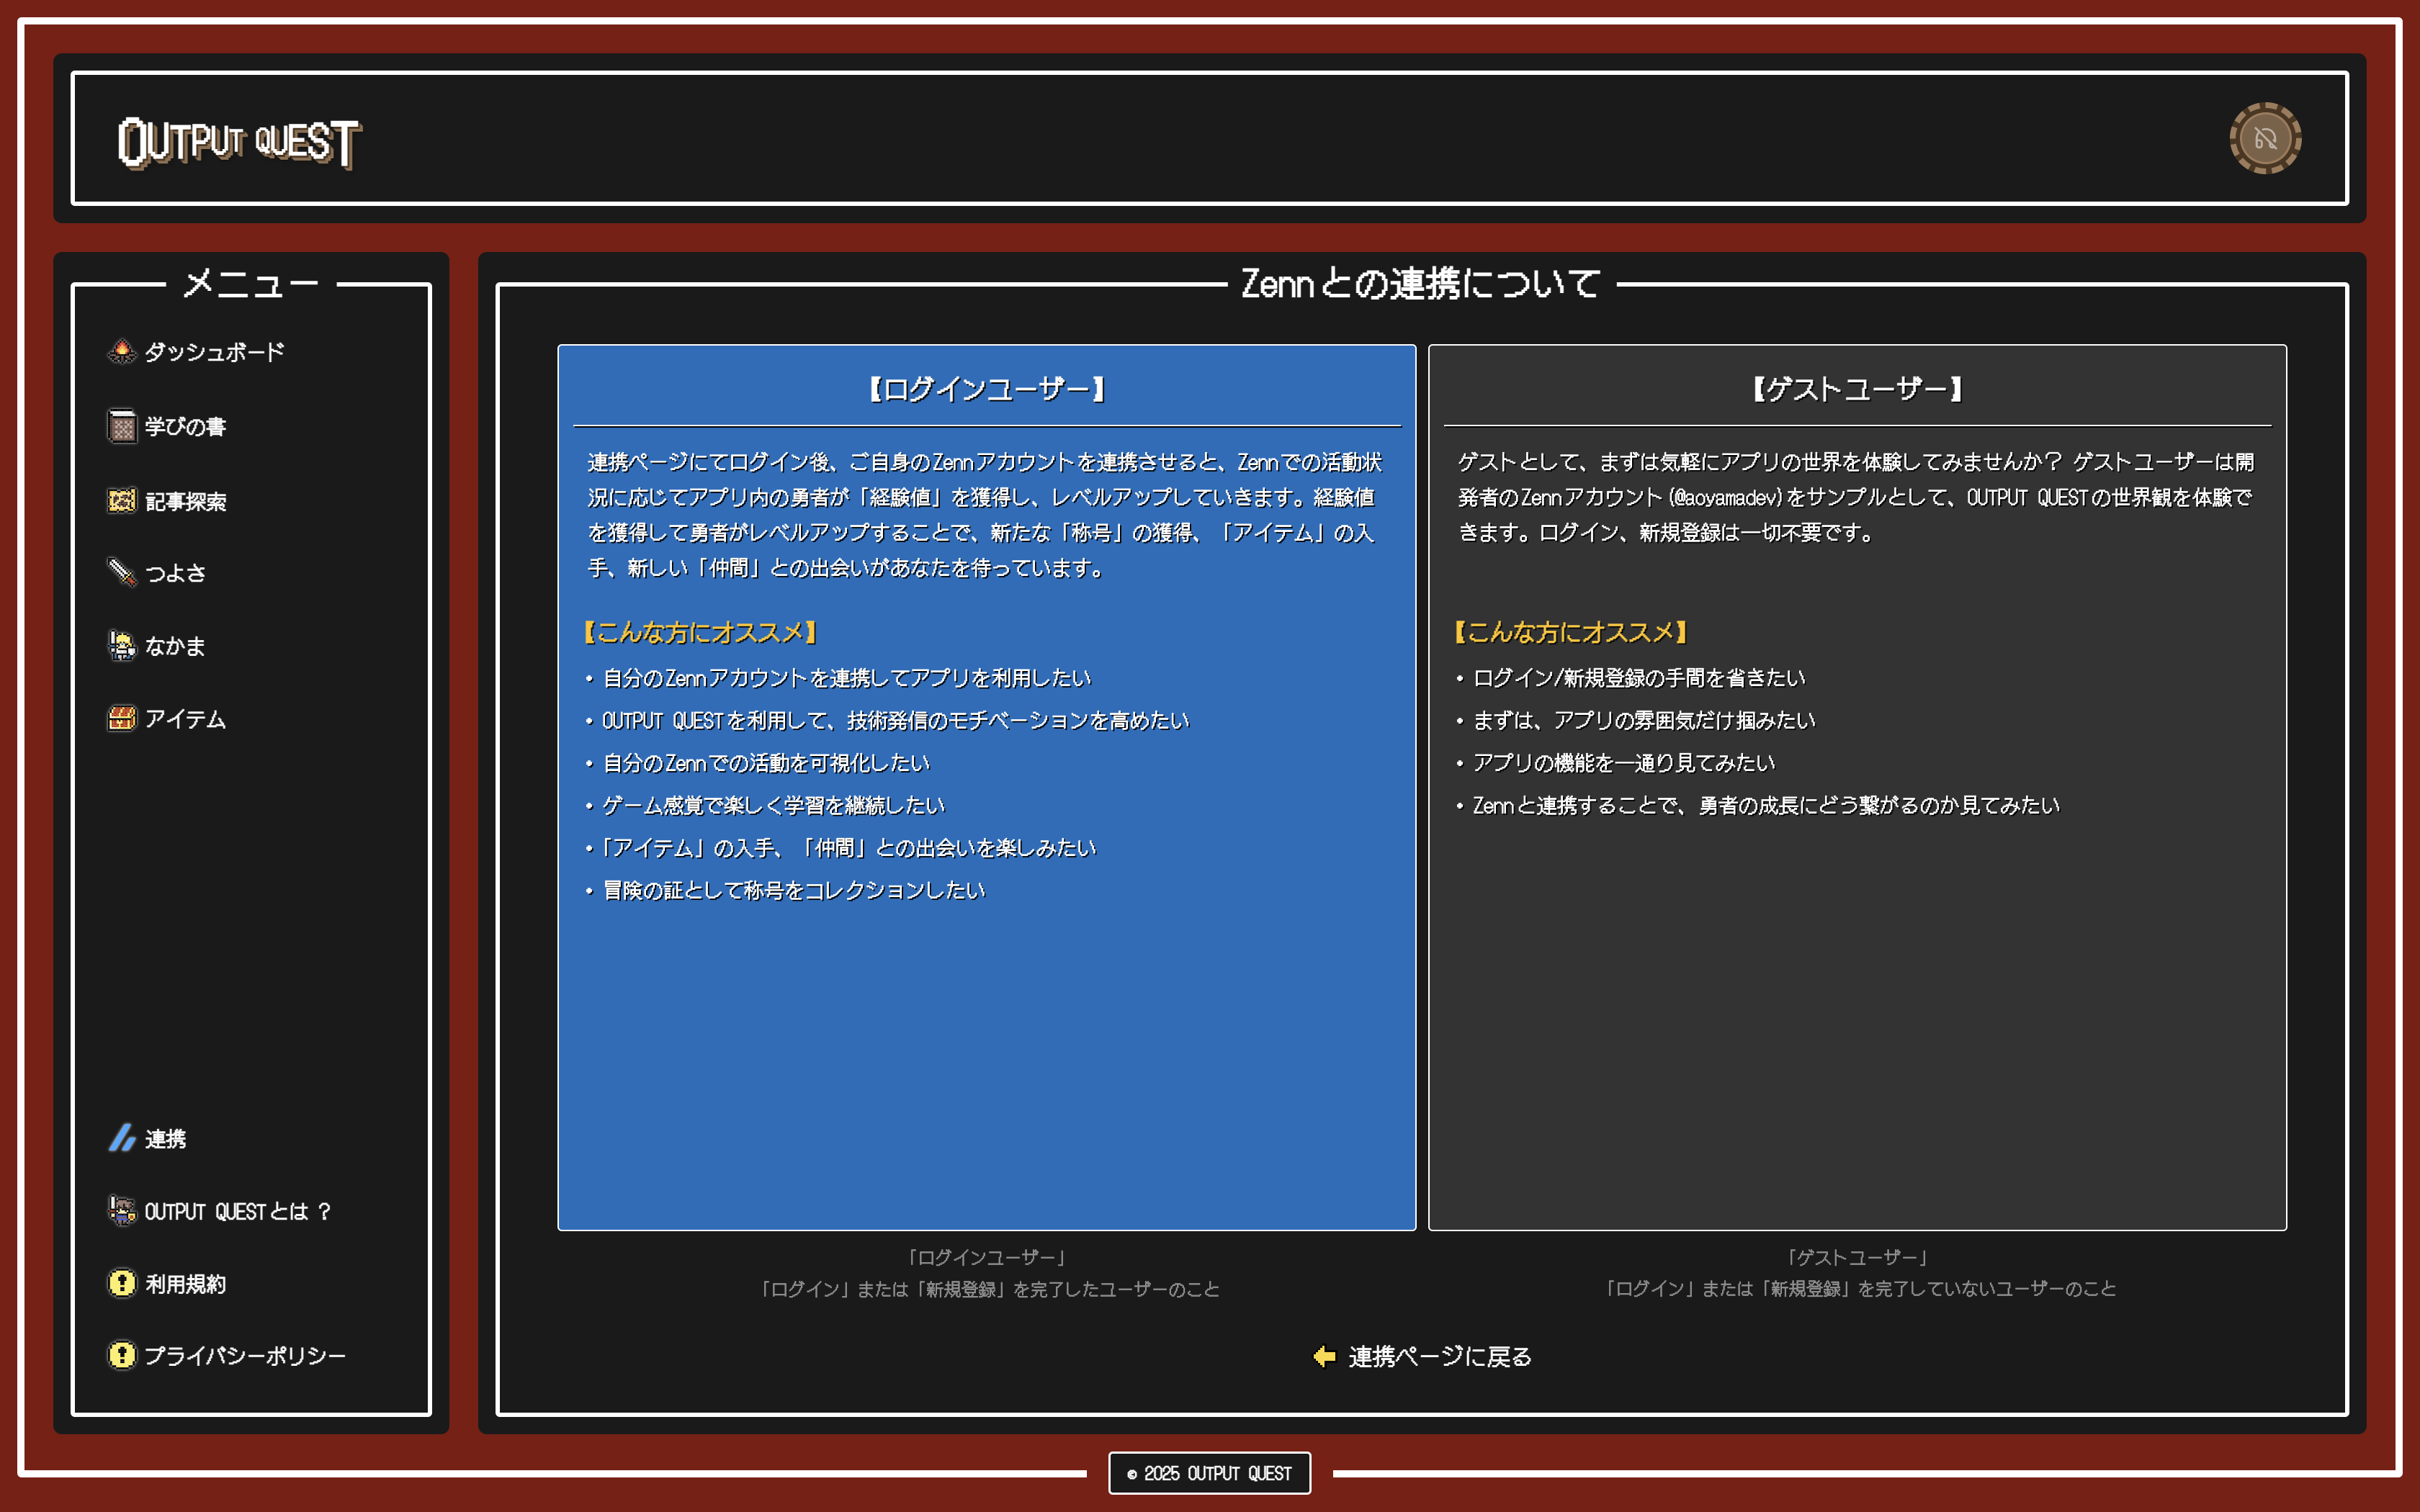 OUTPUT QUEST
メニュー
ダッシュボード
学びの書
記事探索
つよさ
なかま
アイテム
連携
OUTPUT QUESTとは ?
利用規約
プライバシーポリシー
Zennとの連携について
【ログインユーザー】
連携ページにてログイン後、ご自身のZennアカウントを連携させると、Zennでの活動状
況に応じてアプリ内の勇者が「経験値」を獲得し、レベルアップしていきます。経験値
を獲得して勇者がレベルアップすることで、新たな「称号」の獲得、「アイテム」の入
手、新しい「仲間」との出会いがあなたを待っています。
【こんな方にオススメ】
・自分のZennアカウントを連携してアプリを利用したい
・OUTPUT QUESTを利用して、技術発信のモチベーションを高めたい
・自分のZennでの活動を可視化したい
・ゲーム感覚で楽しく学習を継続したい
・「アイテム」の入手、「仲間」との出会いを楽しみたい
・冒険の証として称号をコレクションしたい
「ログインユーザー」
「ログイン」または「新規登録」を完了したユーザーのこと
【ゲストユーザー】
ゲストとして、まずは気軽にアプリの世界を体験してみませんか？ ゲストユーザーは開
発者のZennアカウント(@aoyamadev)をサンプルとして、OUTPUT QUESTの世界観を体験で
きます。ログイン、新規登録は一切不要です。
【こんな方にオススメ】
・ログイン/新規登録の手間を省きたい
・まずは、アプリの雰囲気だけ掴みたい
・アプリの機能を一通り見てみたい
・Zennと連携することで、勇者の成長にどう繋がるのか見てみたい
「ゲストユーザー」
「ログイン」または「新規登録」を完了していないユーザーのこと
連携ページに戻る
© 2025 OUTPUT QUEST